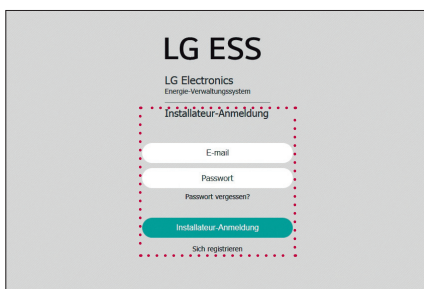 LG ESS
LG Electronics
Energie-Verwaltungssystem
Installateur-Anmeldung
E-mail
Passwort
Passwort vergessen?
Installateur-Anmeldung
Sich registrieren